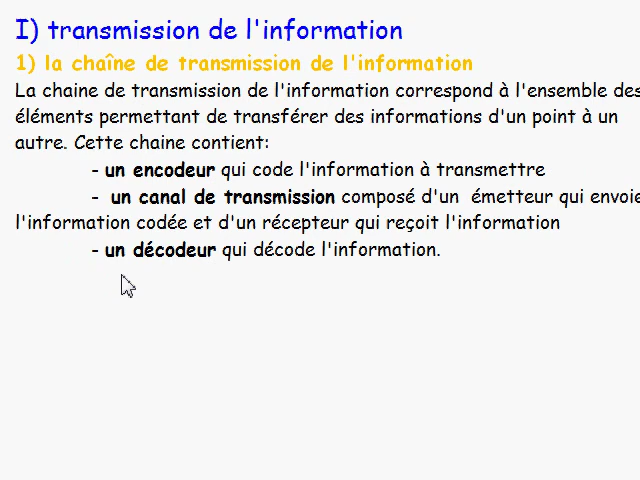 I) transmission de l'information
1) la chaîne de transmission de l'information
La chaine de transmission de l'information correspond à l'ensemble des
éléments permettant de transférer des informations d'un point à un
autre. Cette chaine contient:
- un encodeur qui code l'information à transmettre
- un canal de transmission composé d'un émetteur qui envoie
l'information codée et d'un récepteur qui reçoit l'information
- un décodeur qui décode l'information.